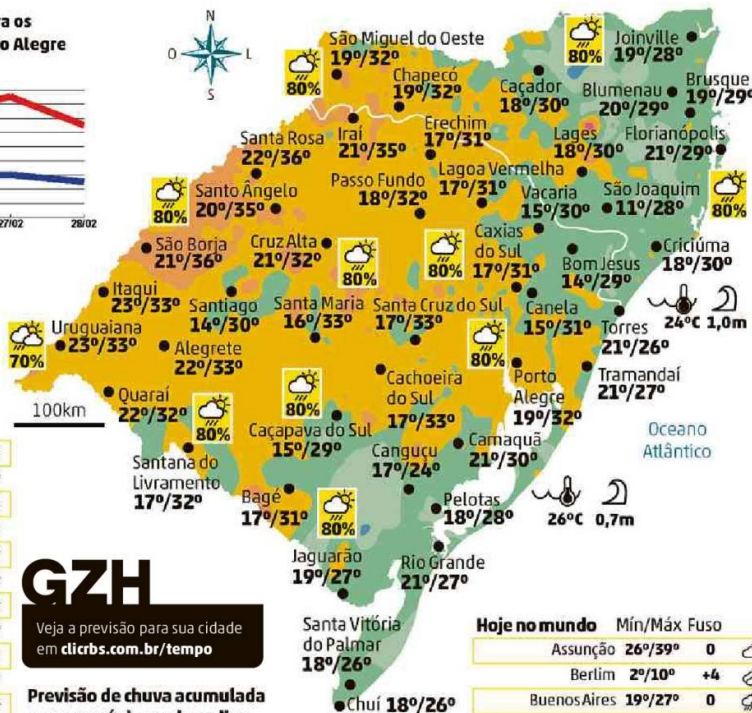 a os
o Alegre
27/02
28/02
N
O
L
S
São Miguel do Oeste
19º/32º
80%
Chapecó
19º/32º
80%
Caçador
18º/30º
Joinville
19º/28º
Blumenau
20º/29º
Brusque
19º/29º
Santa Rosa
22º/36º
Iraí
21º/35º
Erechim
17º/31º
Lages
18º/30º
Florianópolis
21º/29º
80%
Santo Ângelo
20º/35º
Passo Fundo
18º/32º
Lagoa Vermelha
17º/31º
Vacaria
15º/30º
São Joaquim
11º/28º
80%
São Borja
21º/36º
Cruz Alta
21º/32º
80%
80%
Caxias
do Sul
17º/31º
Bom Jesus
14º/29º
Criciúma
18º/30º
Itaqui
23º/33º
Santiago
14º/30º
Santa Maria
16º/33º
Santa Cruz do Sul
17º/33º
Canela
15º/31º
24ºC 1,0m
Torres
21º/26º
70%
Uruguaiana
23º/33º
Alegrete
22º/33º
80%
Porto
Alegre
19º/32º
Tramandaí
21º/27º
Quaraí
22º/32º
100km
80%
80%
Cachoeira
do Sul
17º/33º
Caçapava do Sul
15º/29º
Camaquã
21º/30º
Oceano
Atlântico
Santana do
Livramento
17º/32º
Canguçu
17º/24º
Bagé
17º/31º
80%
Pelotas
18º/28º
26ºC 0,7m
Jaguarão
19º/27º
Rio Grande
21º/27º
GZH
Veja a previsão para sua cidade
em clicrbs.com.br/tempo
Santa Vitória
do Palmar
18º/26º
Chuí 18º/26º
Previsão de chuva acumulada
Hoje no mundo Mín/Máx Fuso
Assunção 26º/39º 0
Berlim 2º/10º +4
Buenos Aires 19º/27º 0